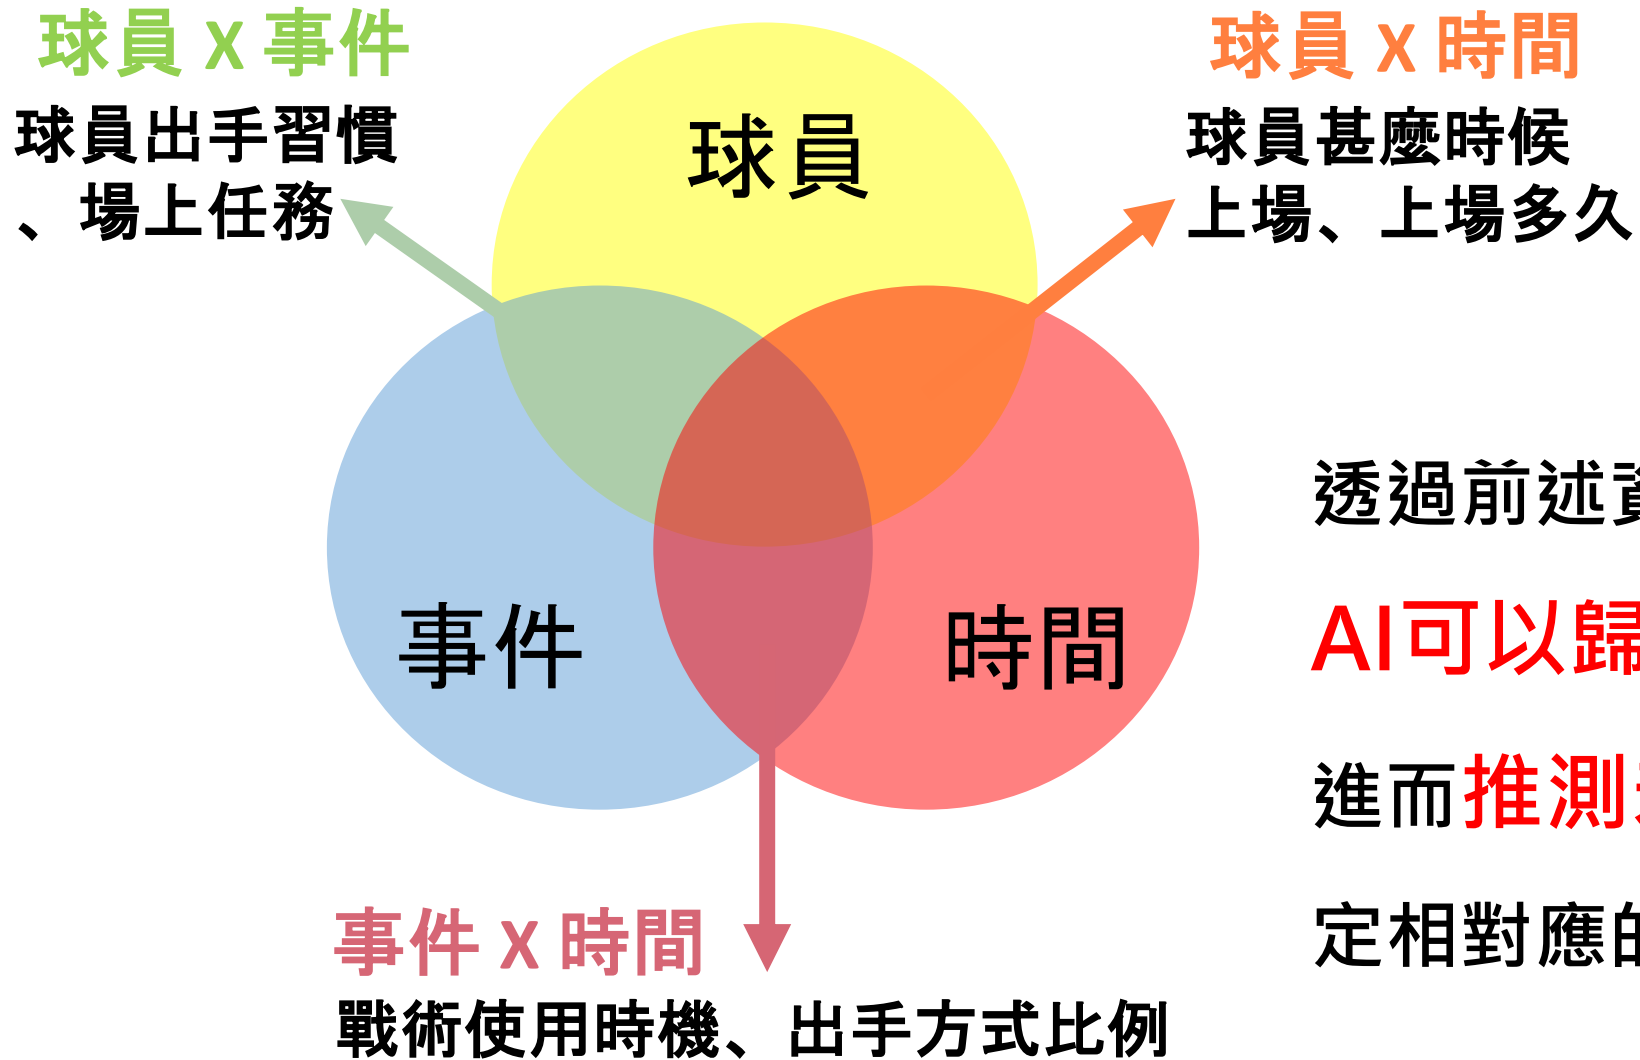 球員 X 事件
球員出手習慣
、場上任務
球員 X 時間
球員甚麼時候
上場、上場多久
球員
事件
時間
透過前述
AI可以歸
進而推測
定相對應的
事件 X 時間
戰術使用時機、出手方式比例